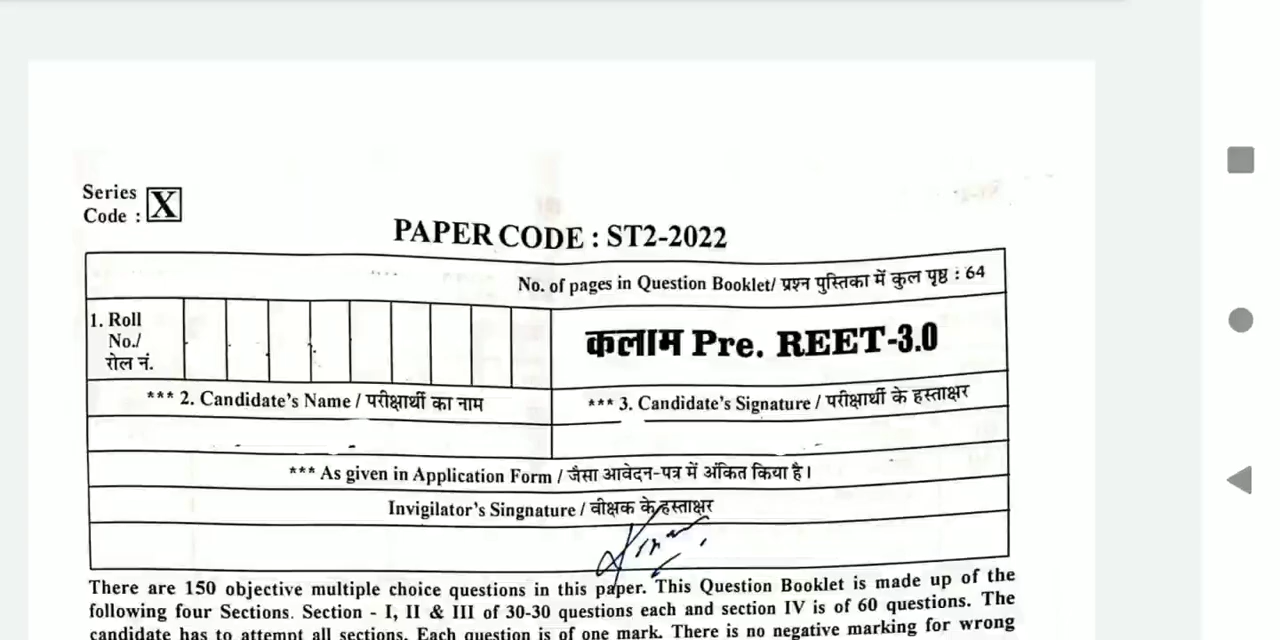 Series
Code : X
PAPER CODE : ST2-2022
No. of pages in Question Booklet/ प्रश्न पुस्तिका में कुल पृष्ठ : 64
1. Roll
No./
रोल नं.
कलाम Pre. REET-3.0
*** 2. Candidate's Name / परीक्षार्थी का नाम
*** 3. Candidate's Signature / परीक्षार्थी के हस्ताक्षर
*** As given in Application Form / जैसा आवेदन-पत्र में अंकित किया है।
Invigilator's Singnature / वीक्षक के हस्ताक्षर
There are 150 objective multiple choice questions in this paper. This Question Booklet is made up of the
following four Sections. Section - I, II & III of 30-30 questions each and section IV is of 60 questions. The
candidate has to attempt all sections. Each question is of one mark. There is no negative marking for wrong